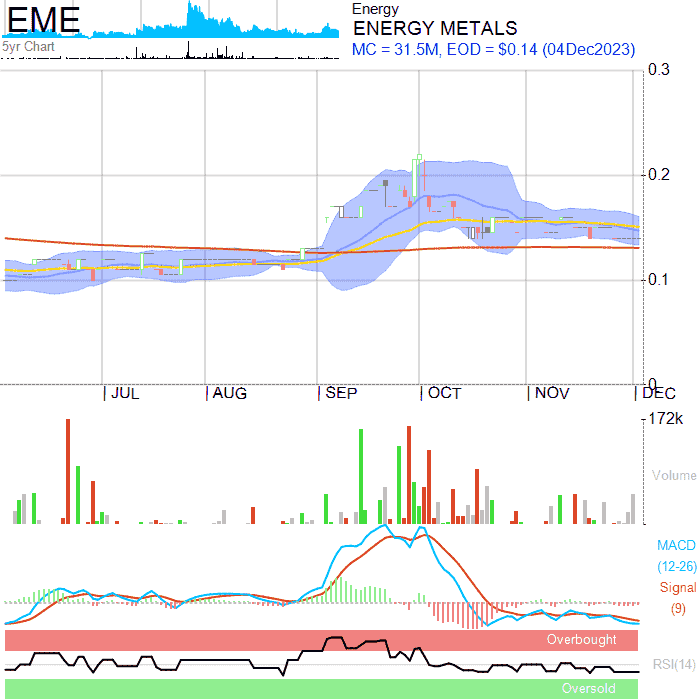 EME
5yr Chart
Energy
ENERGY METALS
MC = 31.5M, EOD = $0.14 (04Dec2023)
0.3
0.2
0.1
0
JUL AUG SEP OCT NOV DEC
172k
Volume
MACD
(12-26)
Signal
(9)
Overbought
RSI(14)
Oversold